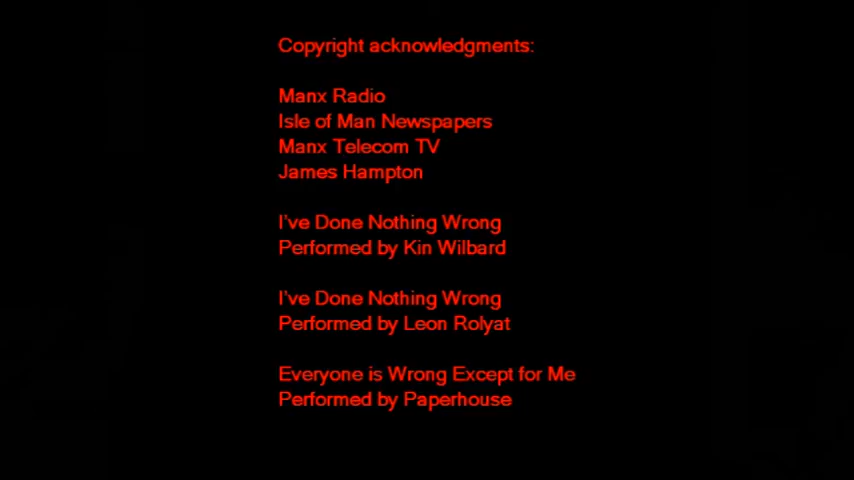 Copyright acknowledgments:
Manx Radio
Isle of Man Newspapers
Manx Telecom TV
James Hampton
I've Done Nothing Wrong
Performed by Kin Wilbard
I've Done Nothing Wrong
Performed by Leon Rolyat
Everyone is Wrong Except for Me
Performed by Paperhouse